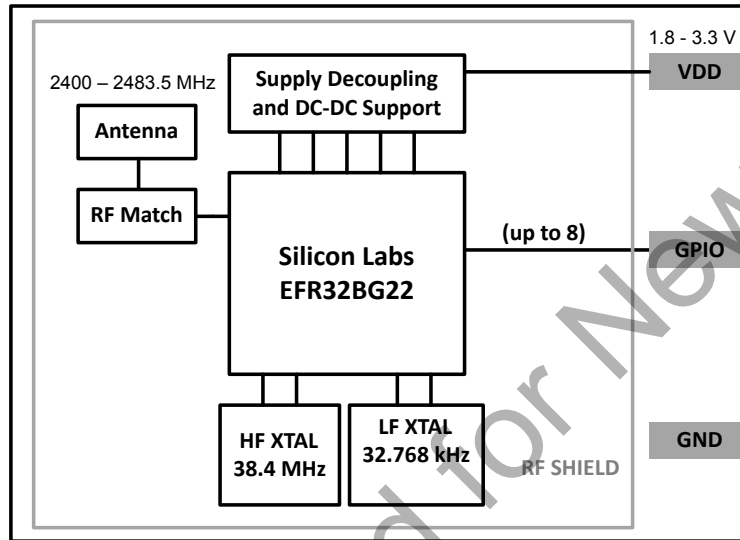 1.8 - 3.3 V
Supply Decoupling
and DC-DC Support
VDD
2400 – 2483.5 MHz
Antenna
RF Match
Silicon Labs
EFR32BG22
(up to 8)
GPIO
HF XTAL
38.4 MHz
LF XTAL
32.768 kHz
RF SHIELD
GND
d for New